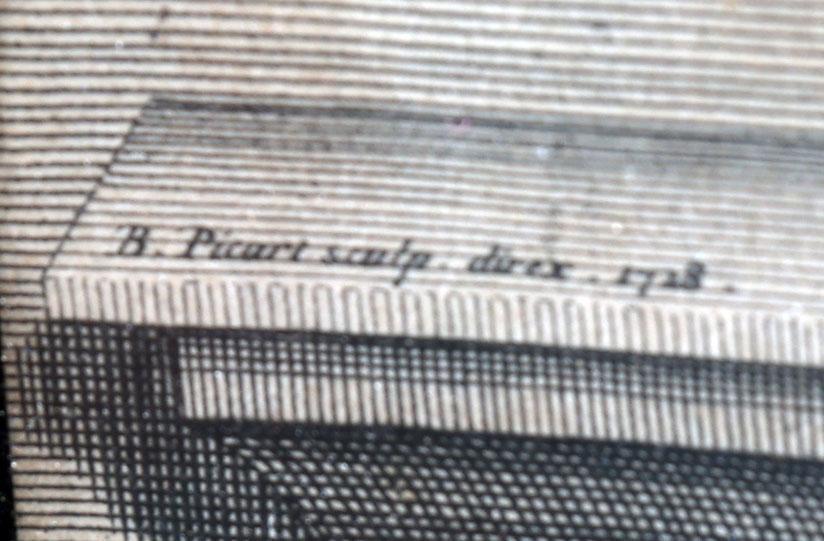 B. Picart sculp. direx. 1728.